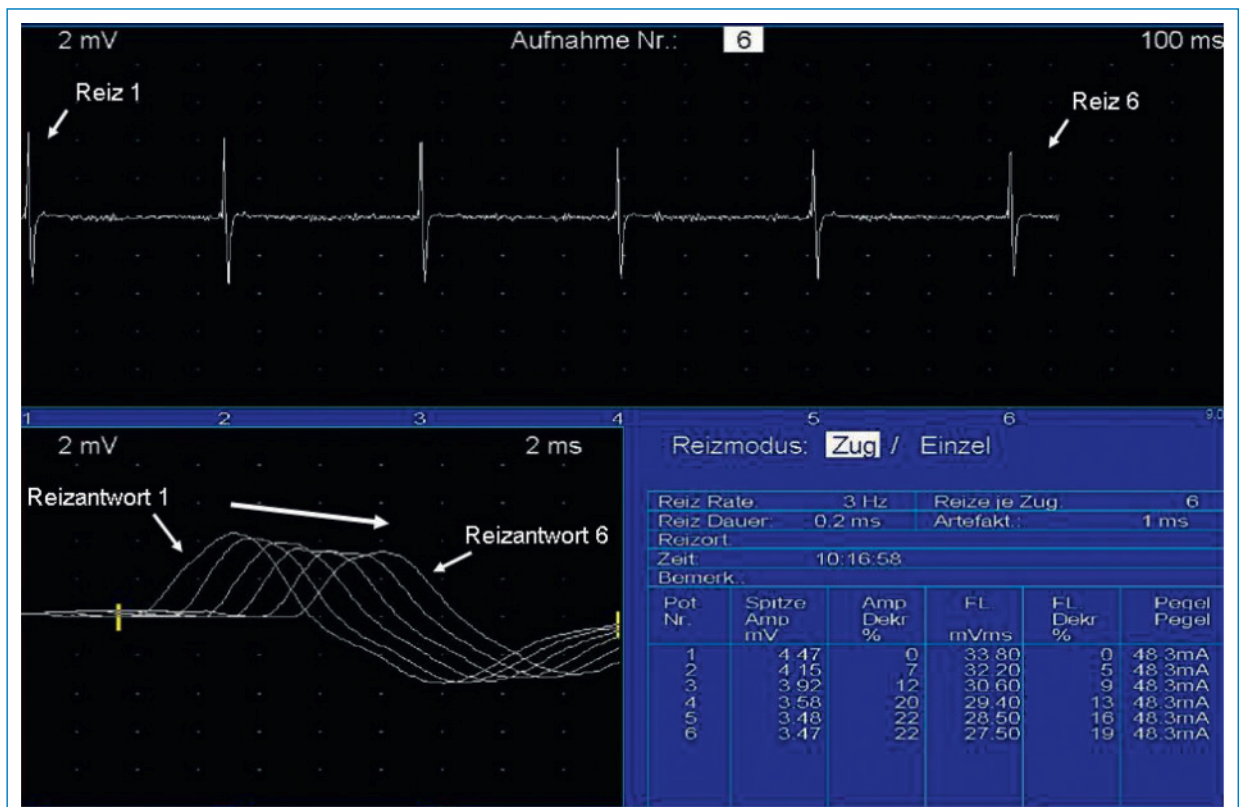 2 mV Aufnahme Nr.: 6 100 ms
Reiz 1
Reiz 6
1 2 3 4 5 6 9.0
2 mV 2 ms
Reizantwort 1
Reizantwort 6
Reizmodus: Zug / Einzel
Reiz Rate: 3 Hz Reize je Zug: 6
Reiz Dauer: 0.2 ms Artefakt.: 1 ms
Reizort:
Zeit: 10:16:58
Bemerk.:
Pot. Spitze Amp FL. FL. Pegel
Nr. Amp Dekr Dekr Pegel
mV % mVms %
1 4.47 0 33.80 0 48.3mA
2 4.15 7 32.20 5 48.3mA
3 3.92 12 30.60 9 48.3mA
4 3.58 20 29.40 13 48.3mA
5 3.48 22 28.50 16 48.3mA
6 3.47 22 27.50 19 48.3mA